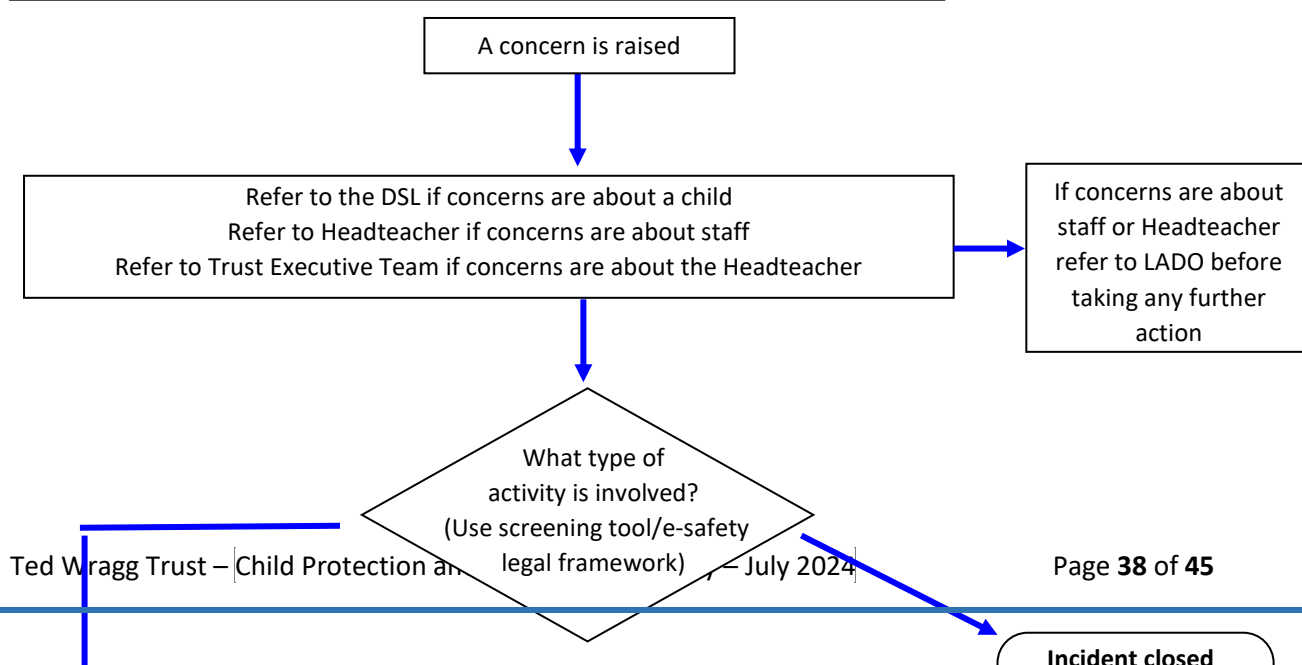 A concern is raised
Refer to the DSL if concerns are about a child
Refer to Headteacher if concerns are about staff
Refer to Trust Executive Team if concerns are about the Headteacher
If concerns are about
staff or Headteacher
refer to LADO before
taking any further
action
What type of
activity is involved?
(Use screening tool/e-safety
legal framework)
Ted Wragg Trust – Child Protection an – July 2024
Page 38 of 45
Incident closed